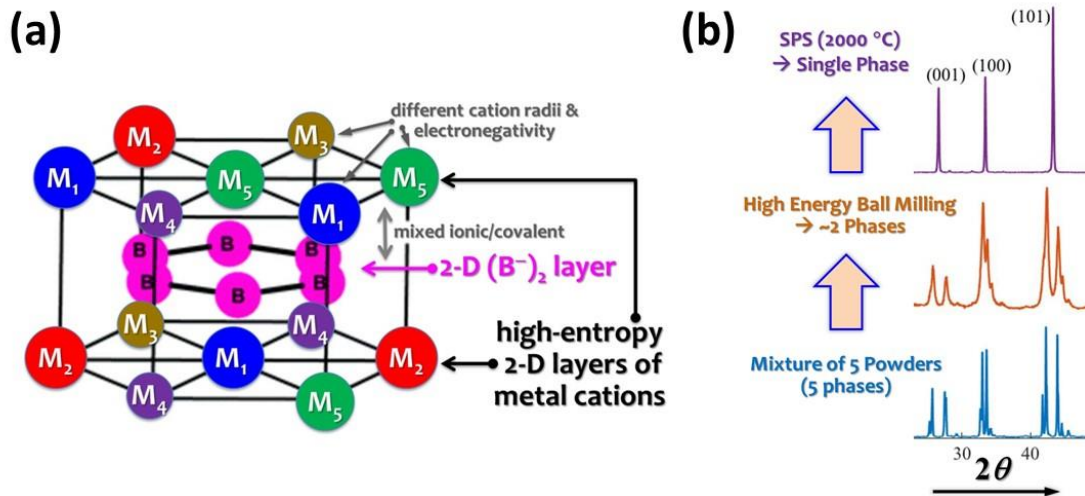 (a)
different cation radii &
electronegativity
M₂
M₃
M₁
M₅
M₅
M₄
M₁
mixed ionic/covalent
B
B
B
2-D (B⁻)₂ layer
B
B
B
M₃
M₄
high-entropy
2-D layers of
metal cations
M₂
M₁
M₂
M₄
M₅
(b)
(101)
SPS (2000 °C)
→ Single Phase
(001)
(100)
High Energy Ball Milling
→ ~2 Phases
Mixture of 5 Powders
(5 phases)
30
40
2θ